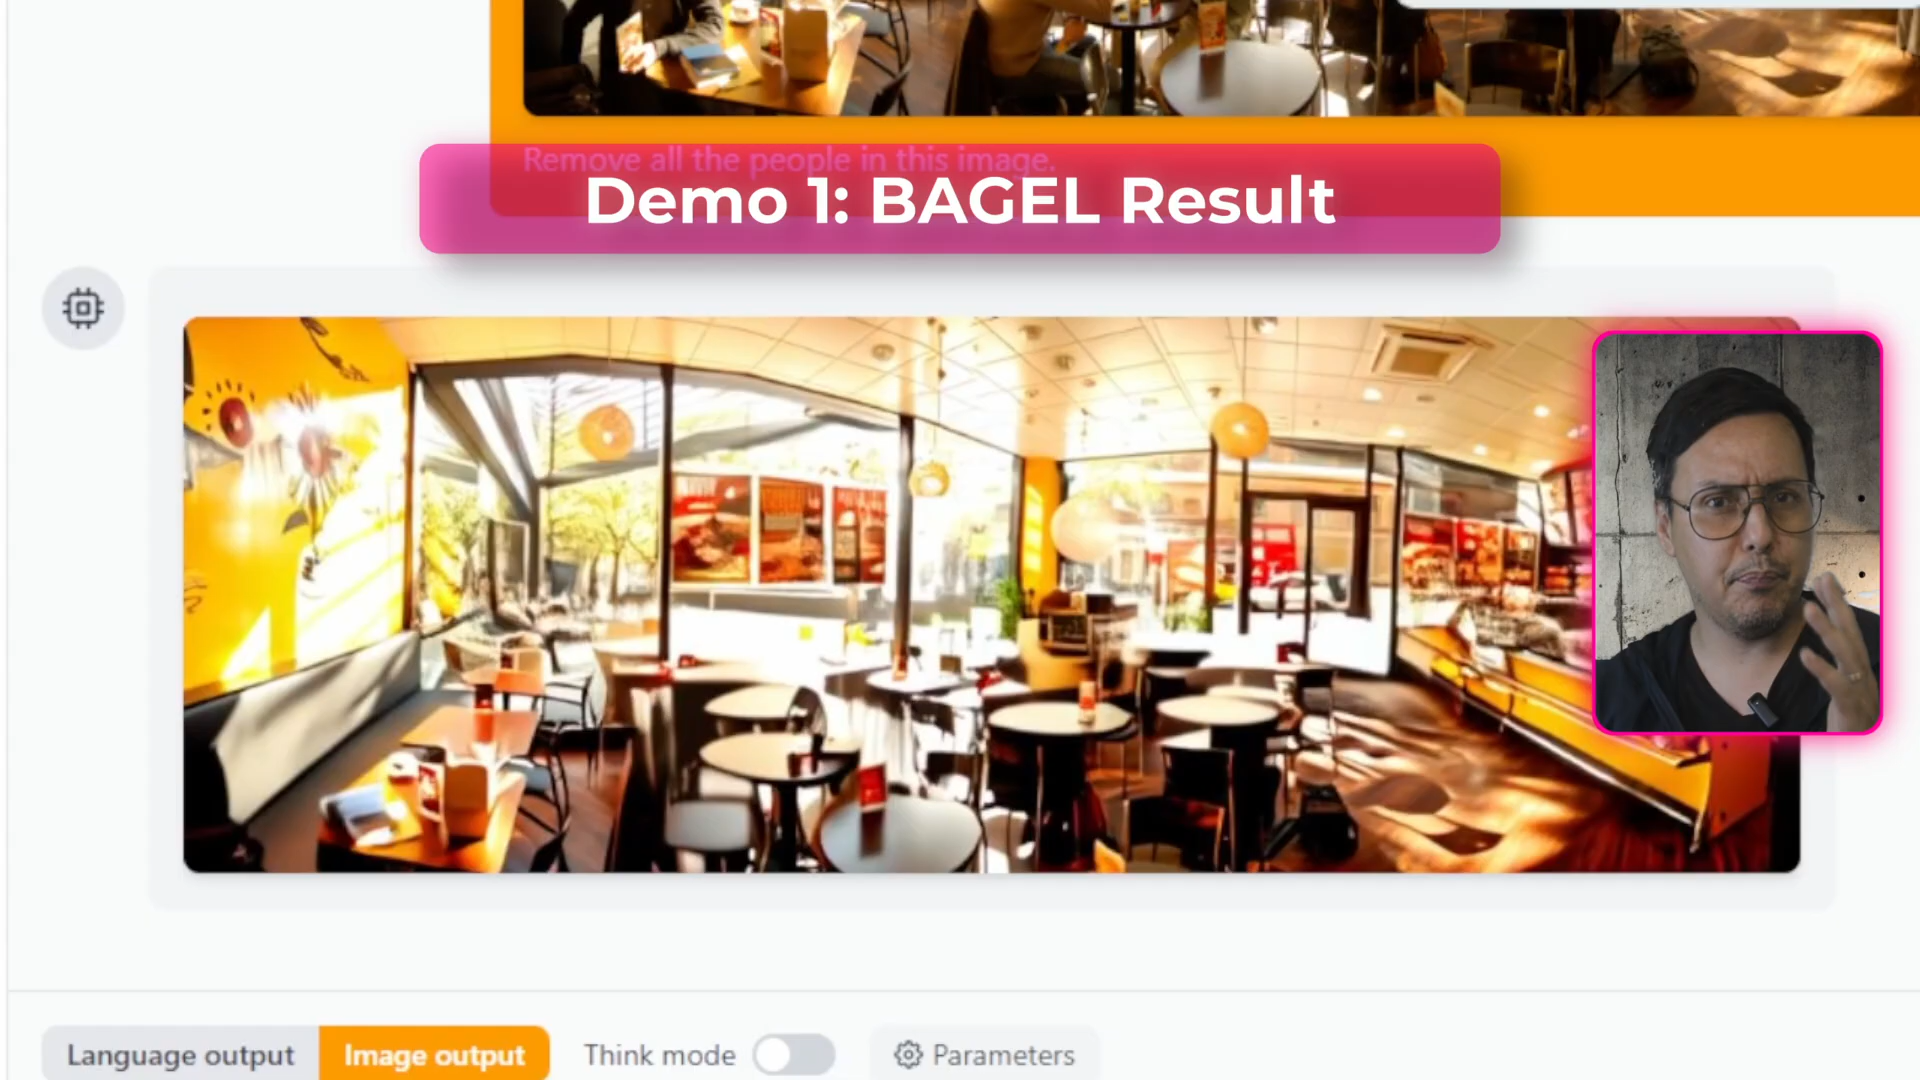 Remove all the people in this image.
Demo 1: BAGEL Result
Language output
Image output
Think mode
Parameters